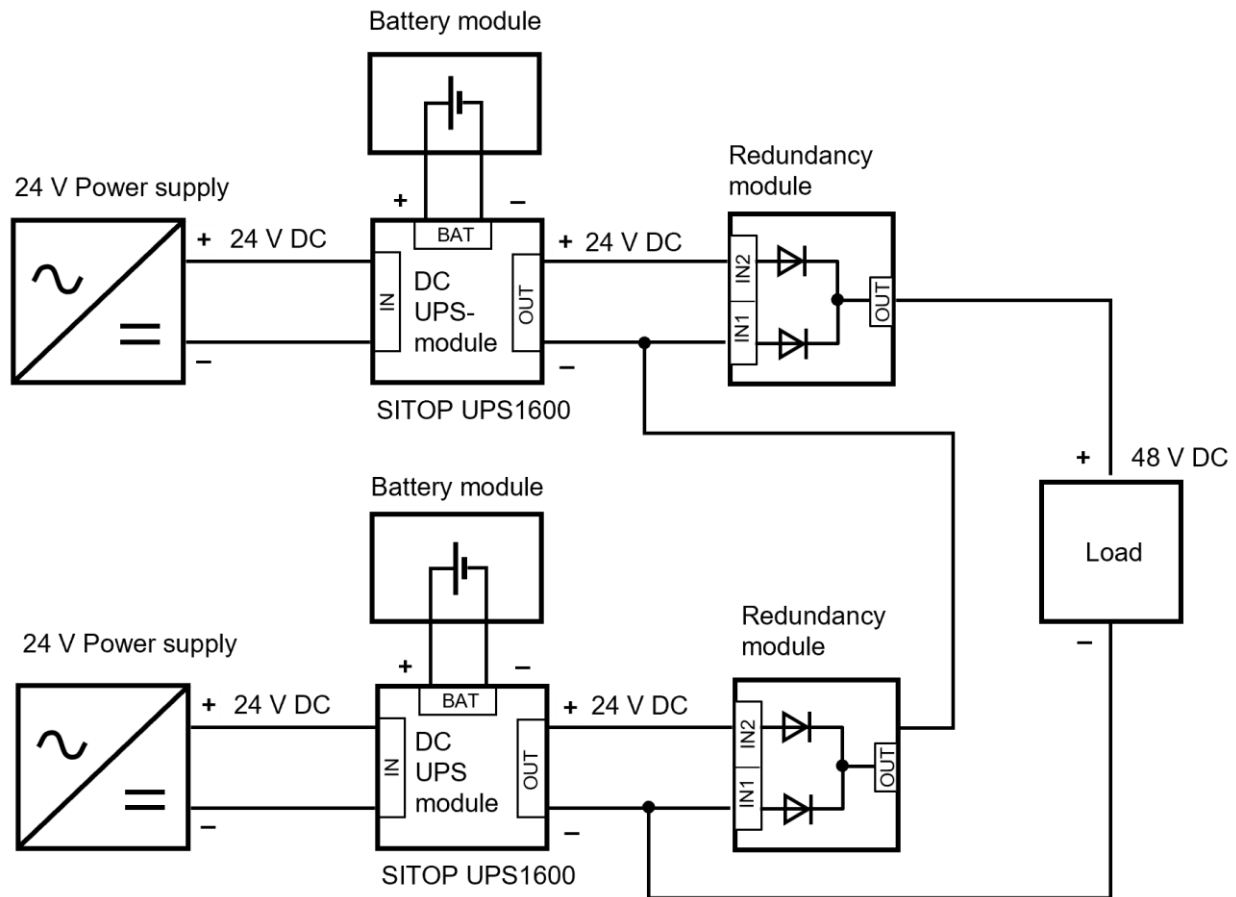 Battery module
Redundancy
module
24 V Power supply
+ 24 V DC
+ –
BAT
+ 24 V DC
IN
DC
UPS-
module
OUT
IN2
IN1
OUT
–
–
SITOP UPS1600
+ 48 V DC
Load
–
Battery module
Redundancy
module
24 V Power supply
+ 24 V DC
+ –
BAT
+ 24 V DC
IN
DC
UPS
module
OUT
IN2
IN1
OUT
–
–
SITOP UPS1600